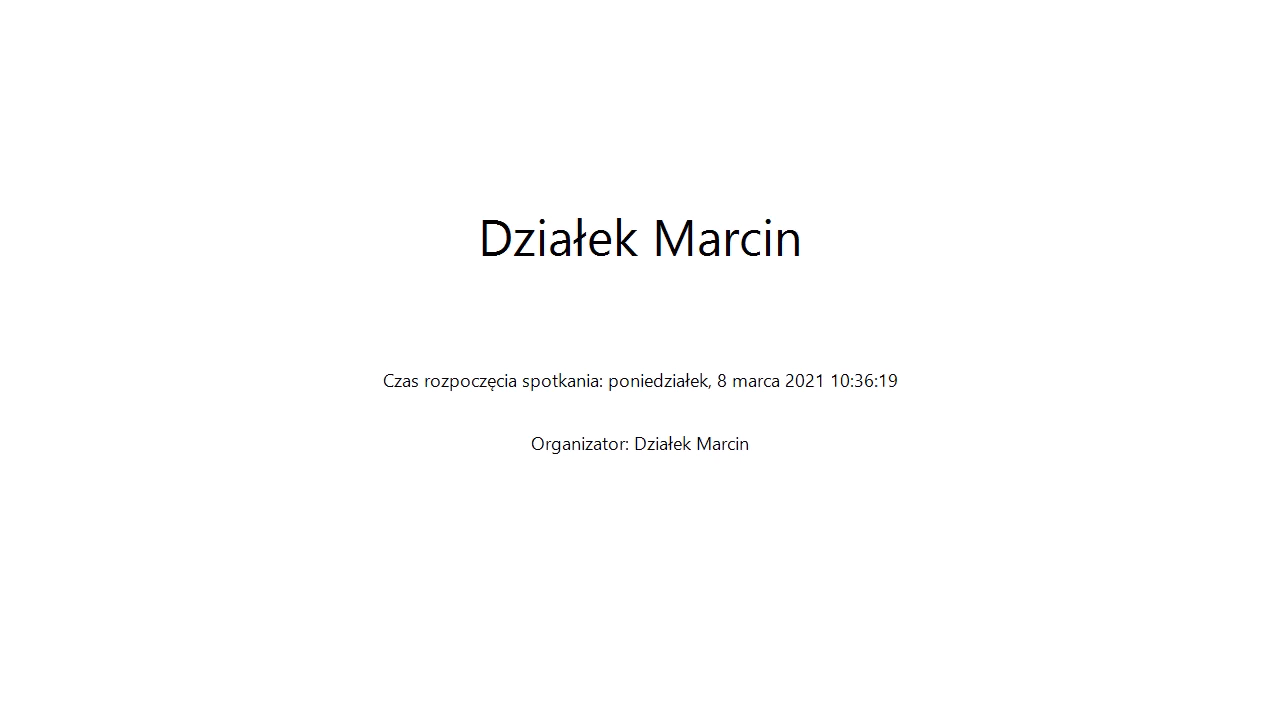 Działek Marcin
Czas rozpoczęcia spotkania: poniedziałek, 8 marca 2021 10:36:19
Organizator: Działek Marcin